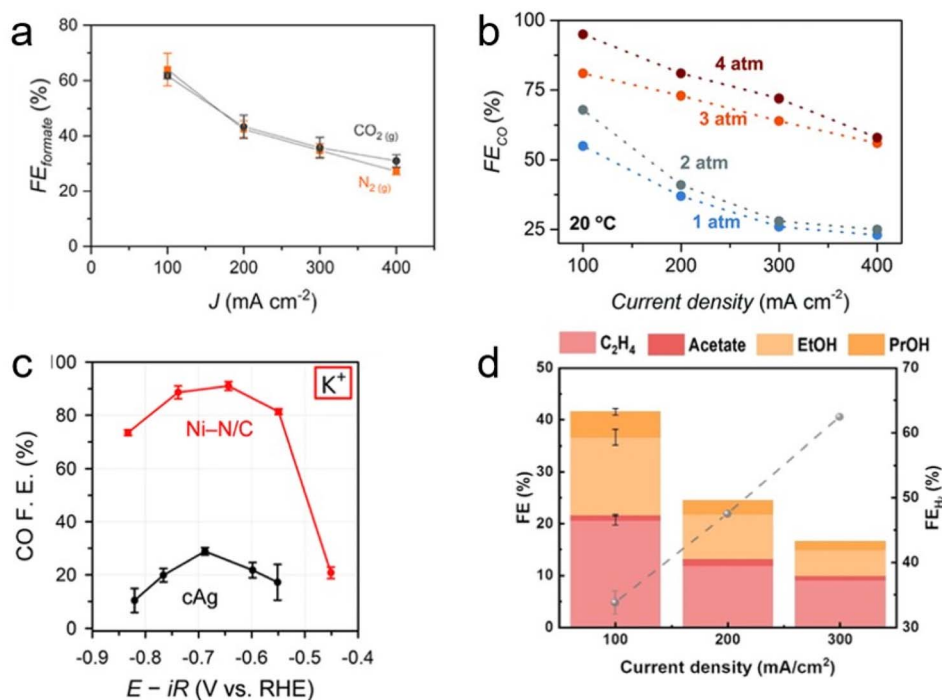 a
80
60
40
20
0
FE_formate (%)
CO2 (g)
N2 (g)
0 100 200 300 400
J (mA cm-2)
b
100
75
50
25
FE_CO (%)
4 atm
3 atm
2 atm
1 atm
20 ºC
100 200 300 400
Current density (mA cm-2)
c
100
80
60
40
20
0
CO F. E. (%)
K+
Ni–N/C
cAg
-0.9 -0.8 -0.7 -0.6 -0.5 -0.4
E − iR (V vs. RHE)
d
C2H4 Acetate EtOH PrOH
50
40
30
20
10
0
FE (%)
70
60
50
40
30
FE_H2 (%)
100 200 300
Current density (mA/cm2)